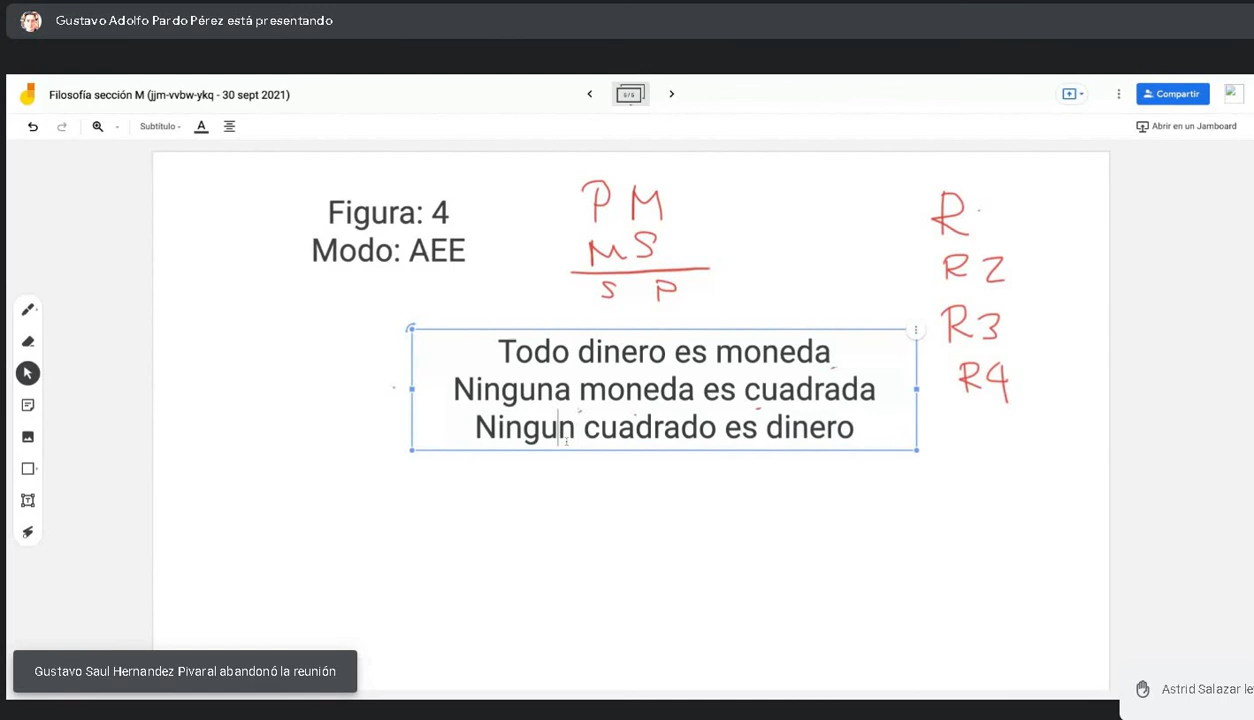 Gustavo Adolfo Pardo Pérez está presentando
Filosofía sección M (jjm-vvbw-ykq - 30 sept 2021)
5/5
Compartir
Subtítulo
A
Abrir en un Jamboard
Figura: 4
Modo: AEE
P M
M S
S P
R
R2
R3
R4
Todo dinero es moneda
Ninguna moneda es cuadrada
Ningun cuadrado es dinero
Gustavo Saul Hernandez Pivaral abandonó la reunión
Astrid Salazar le